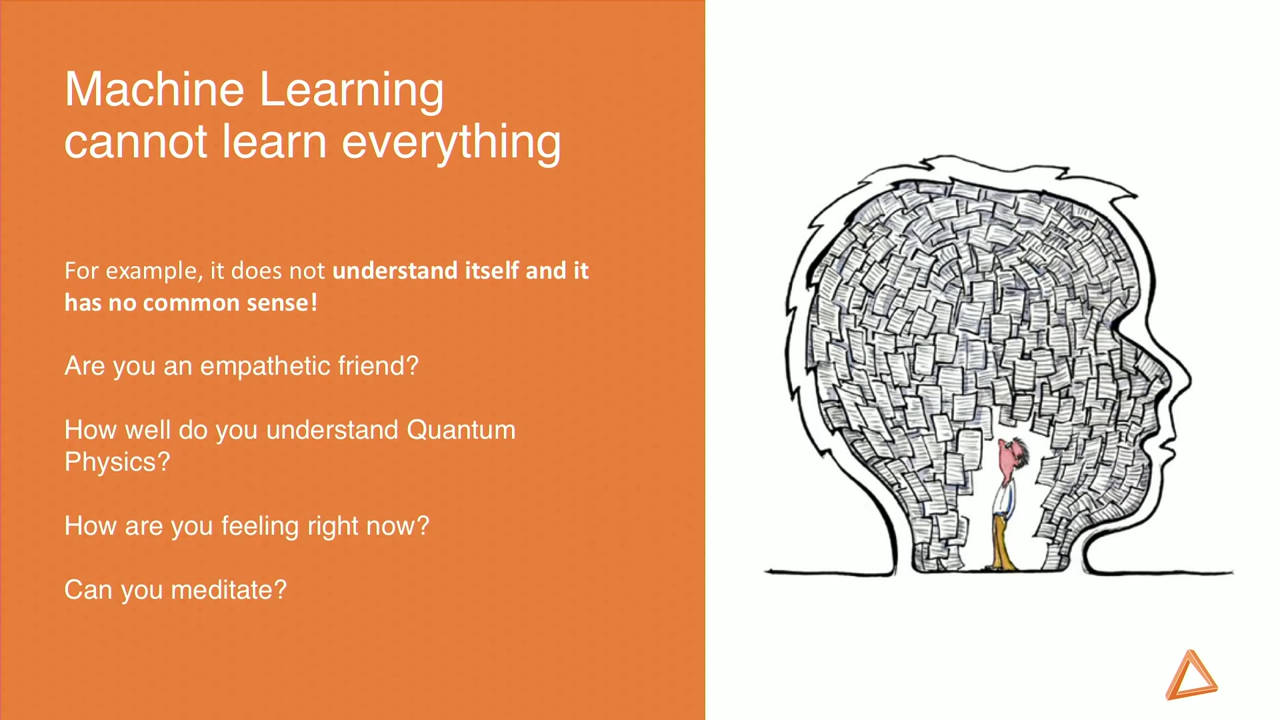 Machine Learning
cannot learn everything
For example, it does not understand itself and it
has no common sense!
Are you an empathetic friend?
How well do you understand Quantum
Physics?
How are you feeling right now?
Can you meditate?